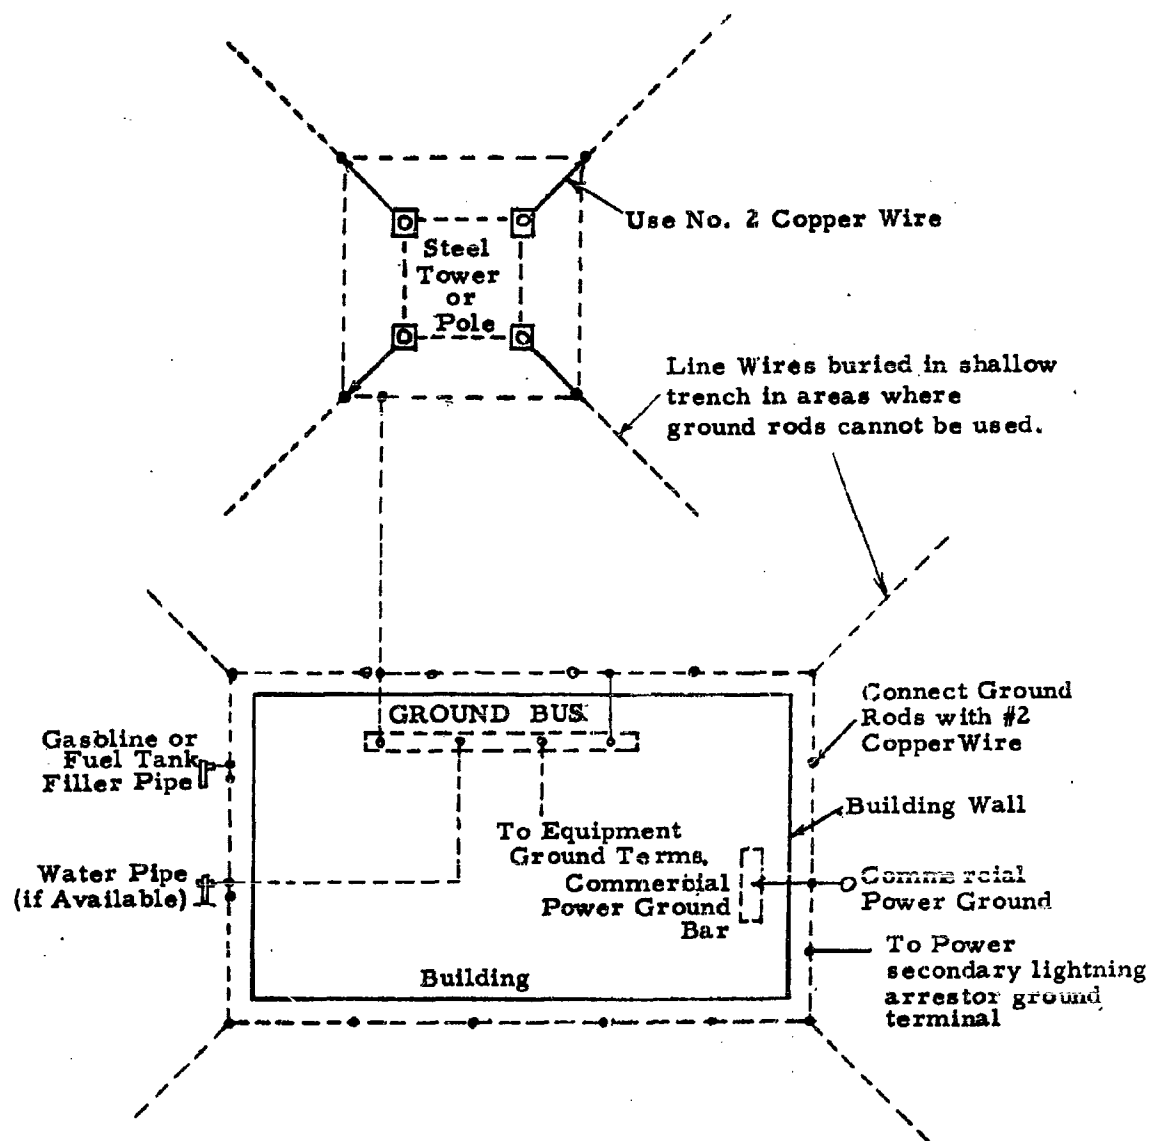 Use No. 2 Copper Wire
Steel
Tower
or
Pole
Line Wires buried in shallow
trench in areas where
ground rods cannot be used.
GROUND BUS
Connect Ground
Rods with #2
Copper Wire
Gasoline or
Fuel Tank
Filler Pipe
Building Wall
To Equipment
Ground Terms.
Water Pipe
(if Available)
Commercial
Power Ground
Bar
Commercial
Power Ground
To Power
secondary lightning
arrestor ground
terminal
Building